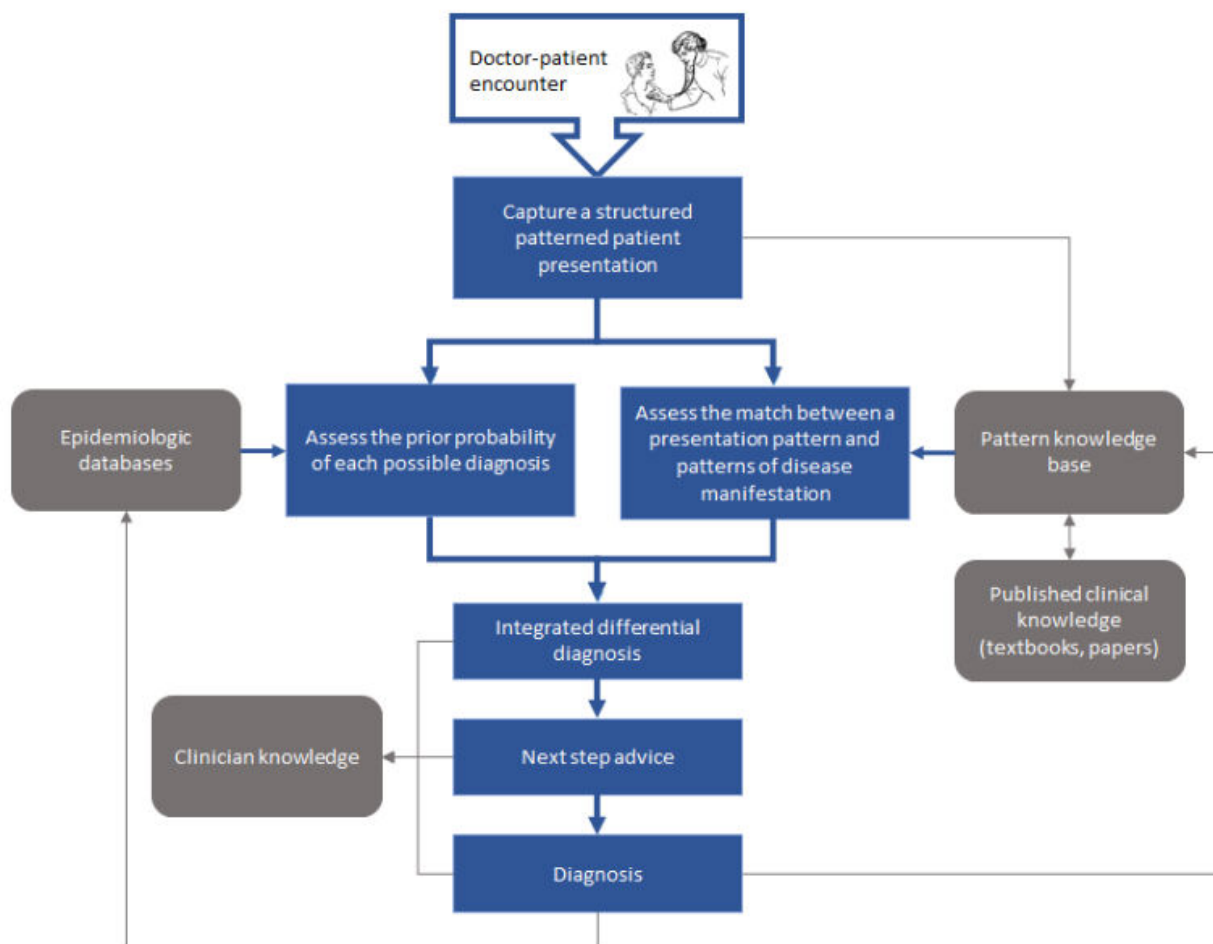 Doctor-patient
encounter
Capture a structured
patterned patient
presentation
Epidemiologic
databases
Assess the prior probability
of each possible diagnosis
Assess the match between a
presentation pattern and
patterns of disease
manifestation
Pattern knowledge
base
Published clinical
knowledge
(textbooks, papers)
Integrated differential
diagnosis
Clinician knowledge
Next step advice
Diagnosis